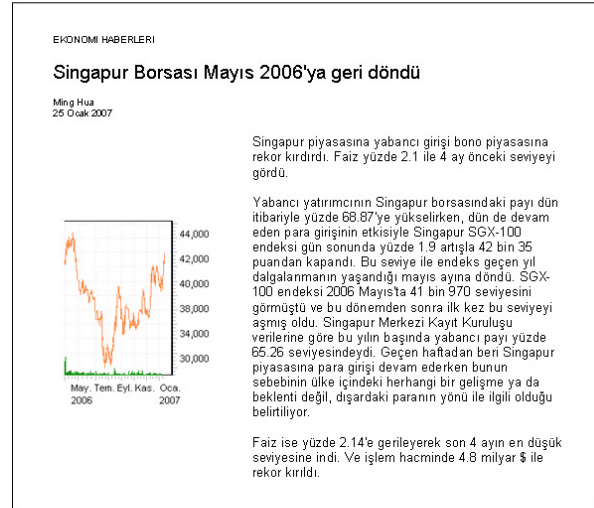 EKONOMI HABERLERI
Singapur Borsası Mayıs 2006'ya geri döndü
Ming Hua
25 Ocak 2007
Singapur piyasasına yabancı girişi bono piyasasına
rekor kırdırdı. Faiz yüzde 2.1 ile 4 ay önceki seviyeyi
gördü.
Yabancı yatırımcının Singapur borsasındaki payı dün
itibariyle yüzde 68.87'ye yükselirken, dün de devam
eden para girişinin etkisiyle Singapur SGX-100
endeksi gün sonunda yüzde 1.9 artışla 42 bin 35
puandan kapandı. Bu seviye ile endeks geçen yıl
dalgalanmanın yaşandığı mayıs ayına döndü. SGX-
100 endeksi 2006 Mayıs'ta 41 bin 970 seviyesini
görmüştü ve bu dönemden sonra ilk kez bu seviyeyi
aşmış oldu. Singapur Merkezi Kayıt Kuruluşu
verilerine göre bu yılın başında yabancı payı yüzde
65.26 seviyesindeydi. Geçen haftadan beri Singapur
piyasasına para girişi devam ederken bunun
sebebinin ülke içindeki herhangi bir gelişme ya da
beklenti değil, dışardaki paranın yönü ile ilgili olduğu
belirtiliyor.
Faiz ise yüzde 2.14'e gerileyerek son 4 ayın en düşük
seviyesine indi. Ve işlem hacminde 4.8 milyar $ ile
rekor kırıldı.
44,000
42,000
40,000
38,000
34,000
30,000
May. Tem. Eyl. Kas. Oca.
2006 2007